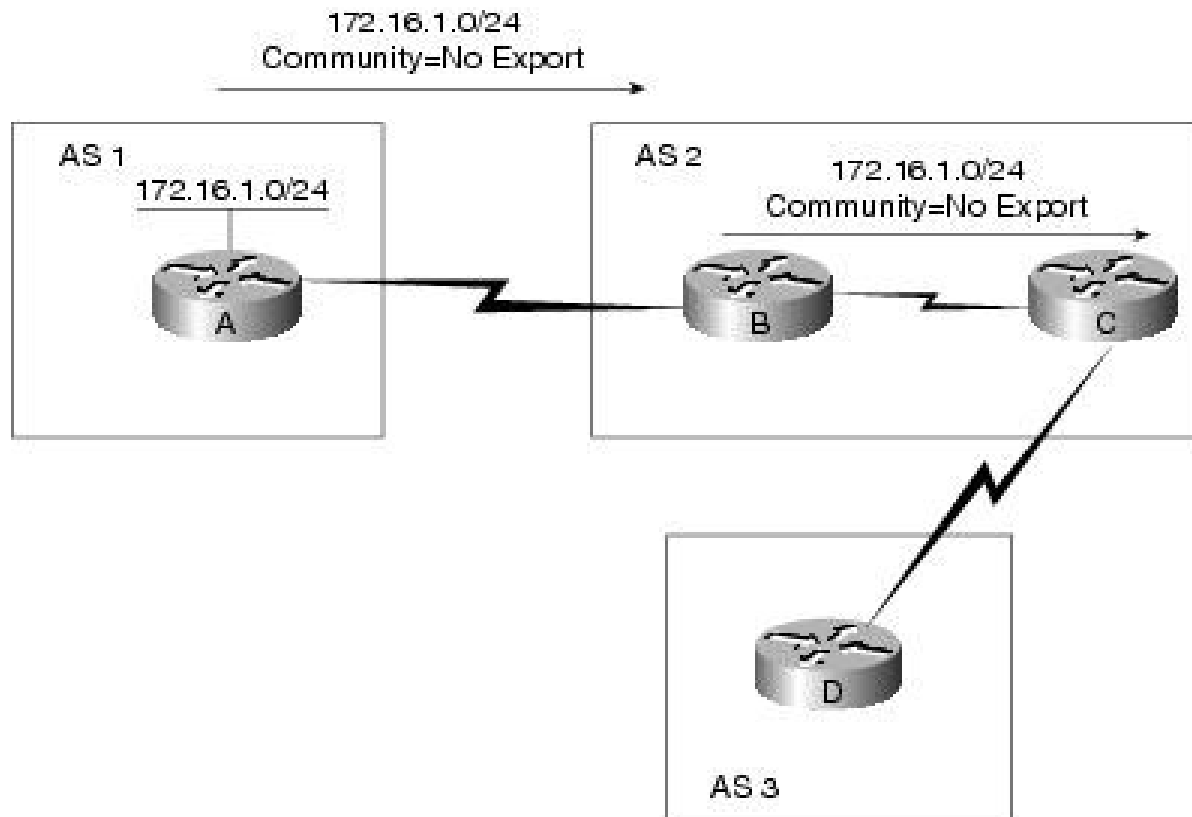 172.16.1.0/24
Community=No Export
AS 1
172.16.1.0/24
A
AS 2
172.16.1.0/24
Community=No Export
B
C
D
AS 3